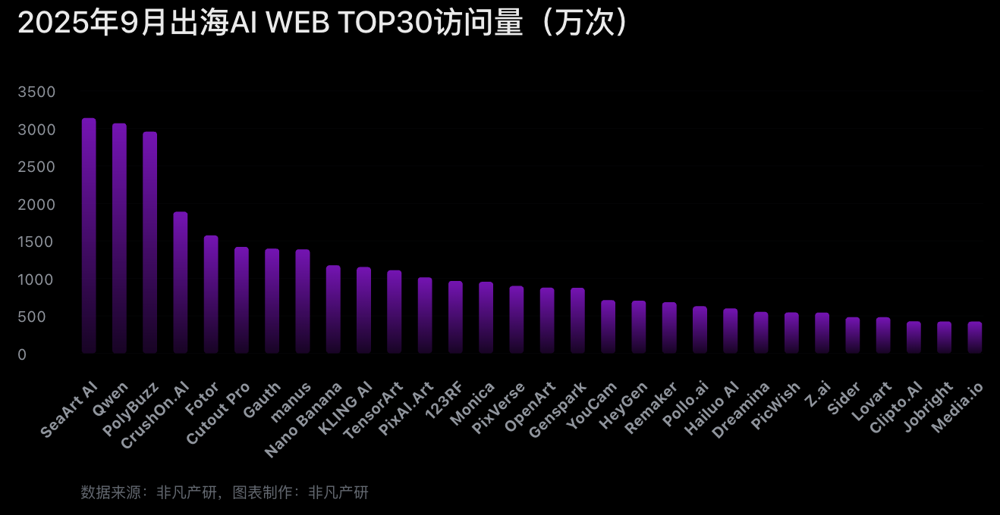 2025年9月出海AI WEB TOP30访问量（万次）
3500
3000
2500
2000
1500
1000
500
0
SeaArt AI
Qwen
PolyBuzz
CrushOn.AI
Fotor
Cutout Pro
Gauth
manus
Nano Banana
KLING AI
TensorArt
PixAI.Art
123RF
Monica
PixVerse
OpenArt
Genspark
YouCam
HeyGen
Remaker
Pollo.ai
Hailuo AI
Dreamina
PicWish
Z.ai
Sider
Lovart
Clipto.AI
Jobright
Media.io
数据来源：非凡产研，图表制作：非凡产研